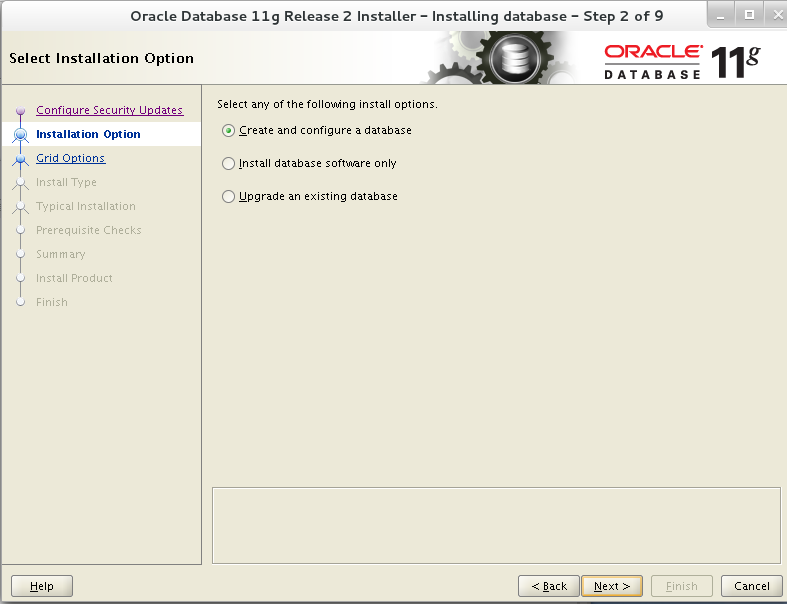 Oracle Database 11g Release 2 Installer - Installing database - Step 2 of 9
Select Installation Option
ORACLE
DATABASE
11g
Configure Security Updates
Installation Option
Grid Options
Install Type
Typical Installation
Prerequisite Checks
Summary
Install Product
Finish
Select any of the following install options.
Create and configure a database
Install database software only
Upgrade an existing database
Help
< Back
Next >
Finish
Cancel